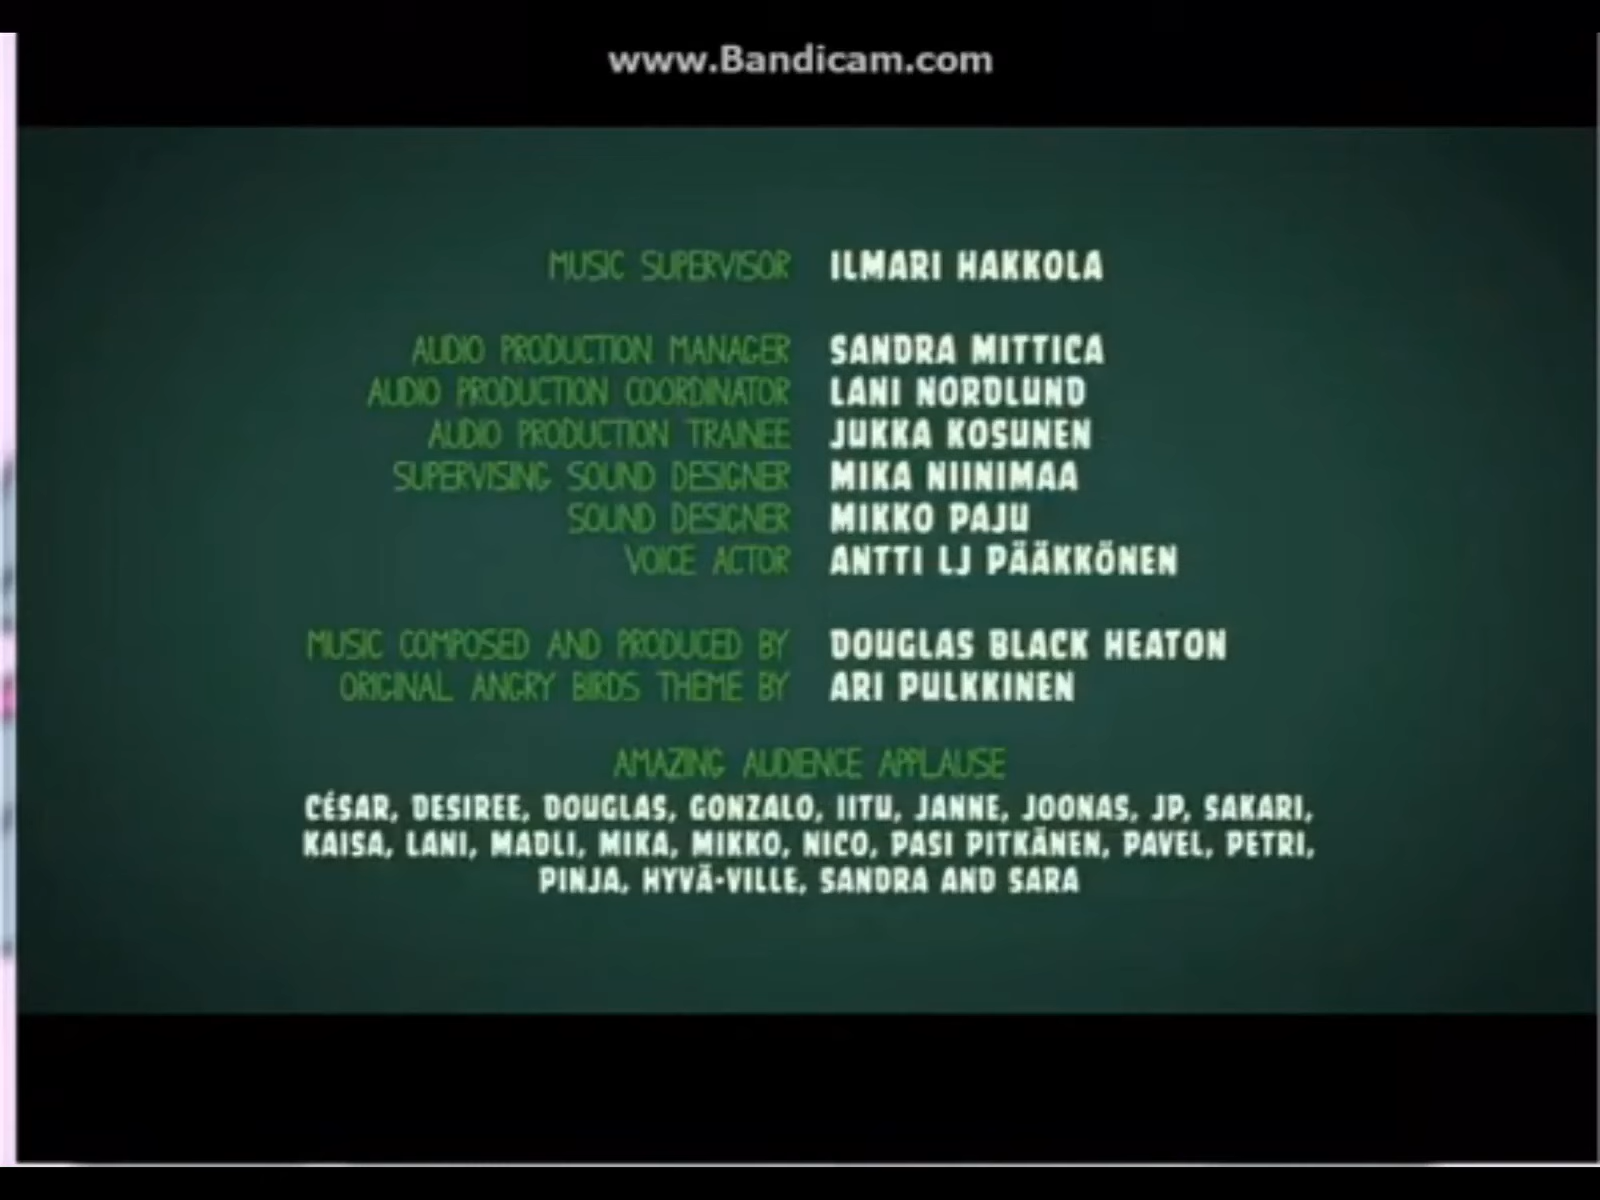 www.Bandicam.com
MUSIC SUPERVISOR ILMARI HAKKOLA
AUDIO PRODUCTION MANAGER SANDRA MITTICA
AUDIO PRODUCTION COORDINATOR LANI NORDLUND
AUDIO PRODUCTION TRAINEE JUKKA KOSUNEN
SUPERVISING SOUND DESIGNER MIKA NIINIMAA
SOUND DESIGNER MIKKO PAJU
VOICE ACTOR ANTTI LJ PÄÄKKÖNEN
MUSIC COMPOSED AND PRODUCED BY DOUGLAS BLACK HEATON
ORIGINAL ANGRY BIRDS THEME BY ARI PULKKINEN
AMAZING AUDIENCE APPLAUSE
CÉSAR, DESIREE, DOUGLAS, GONZALO, IITU, JANNE, JOONAS, JP, SAKARI,
KAISA, LANI, MADLI, MIKA, MIKKO, NICO, PASI PITKÄNEN, PAVEL, PETRI,
PINJA, HYVÄ-VILLE, SANDRA AND SARA